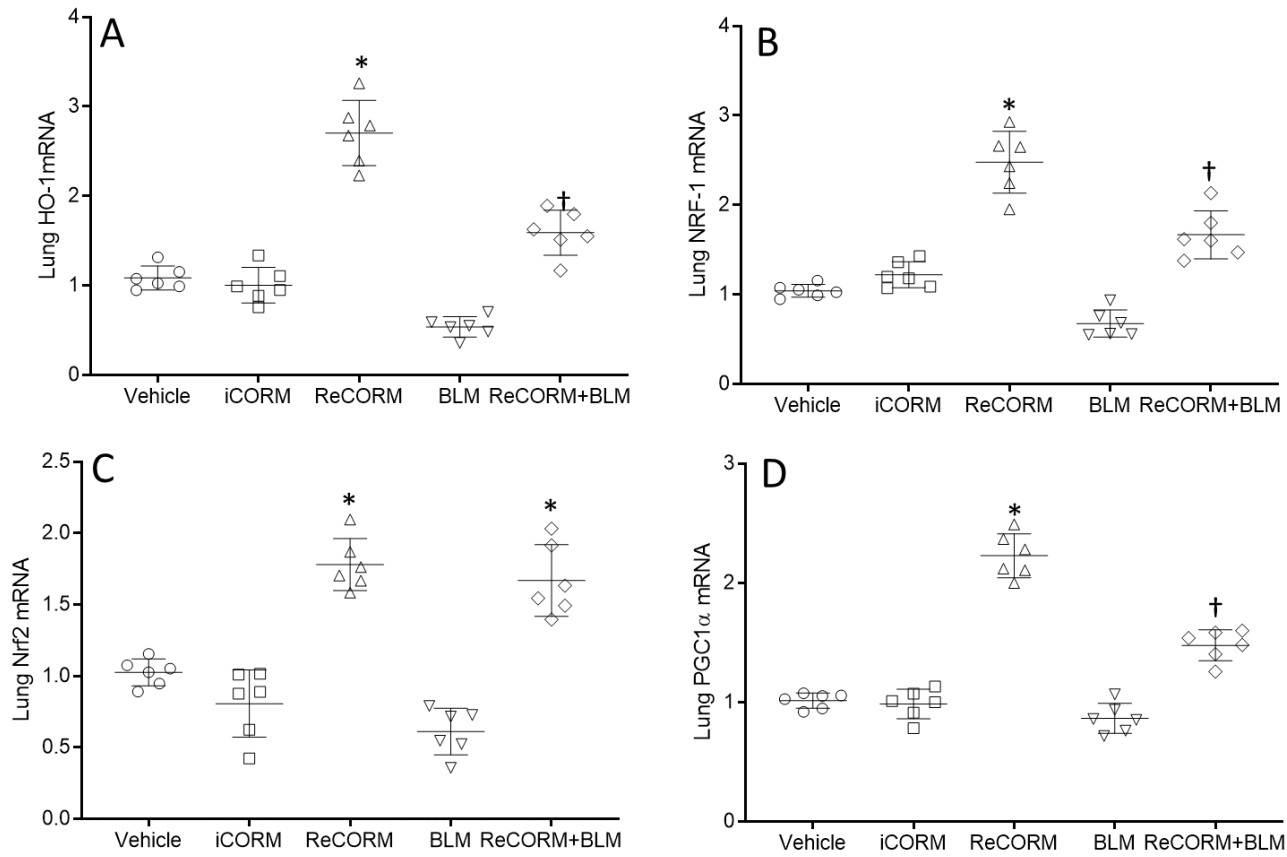 A
Lung HO-1mRNA
4
3
2
1
0
*
†
Vehicle iCORM ReCORM BLM ReCORM+BLM
B
Lung NRF-1 mRNA
4
3
2
1
0
*
†
Vehicle iCORM ReCORM BLM ReCORM+BLM
C
Lung Nrf2 mRNA
2.5
2.0
1.5
1.0
0.5
0.0
*
*
Vehicle iCORM ReCORM BLM ReCORM+BLM
D
Lung PGC1α mRNA
3
2
1
0
*
†
Vehicle iCORM ReCORM BLM ReCORM+BLM